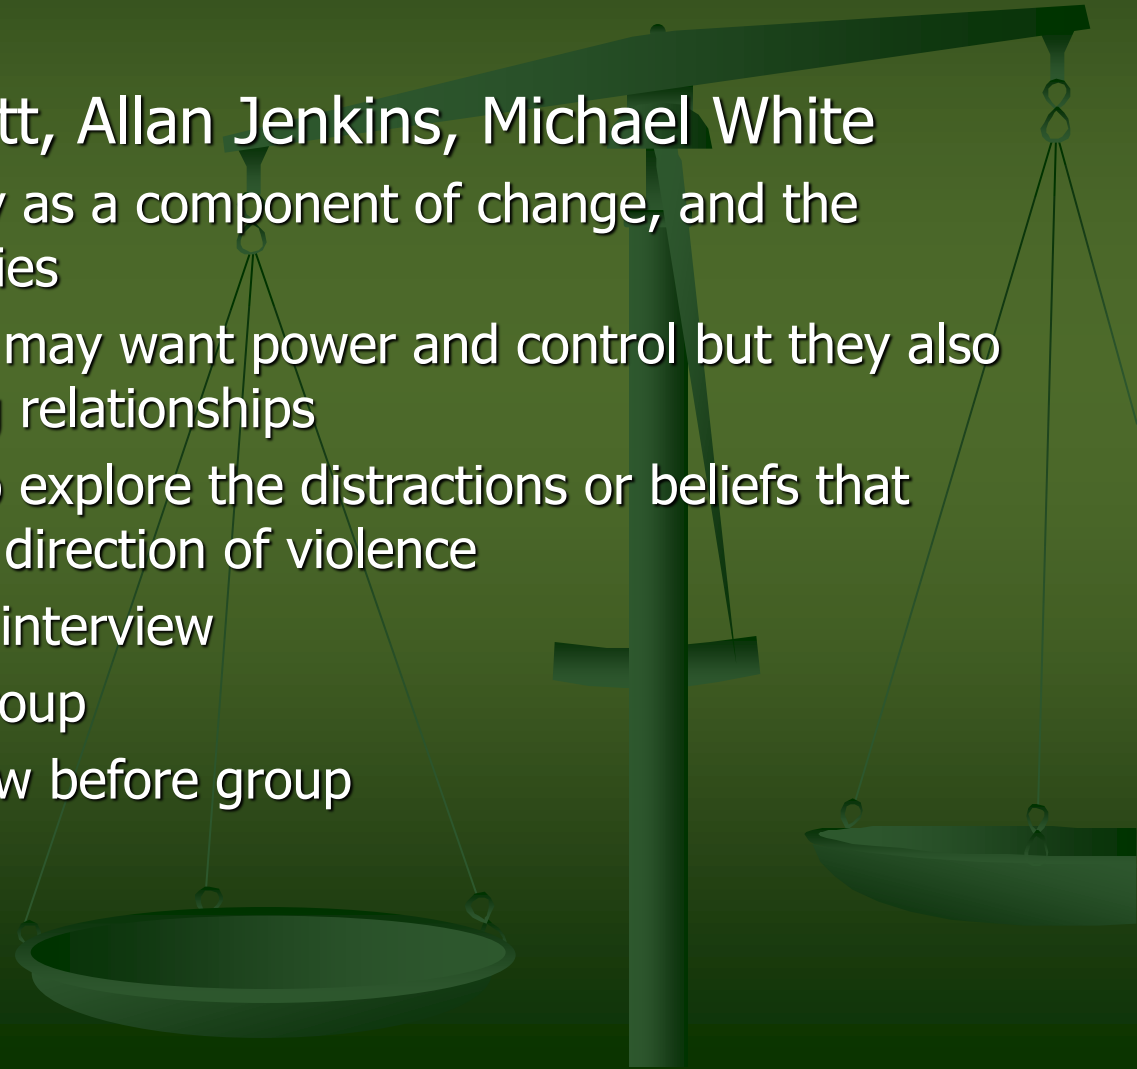 tt, Allan Jenkins, Michael White
y as a component of change, and the
ies
may want power and control but they also
g relationships
o explore the distractions or beliefs that
direction of violence
interview
oup
w before group